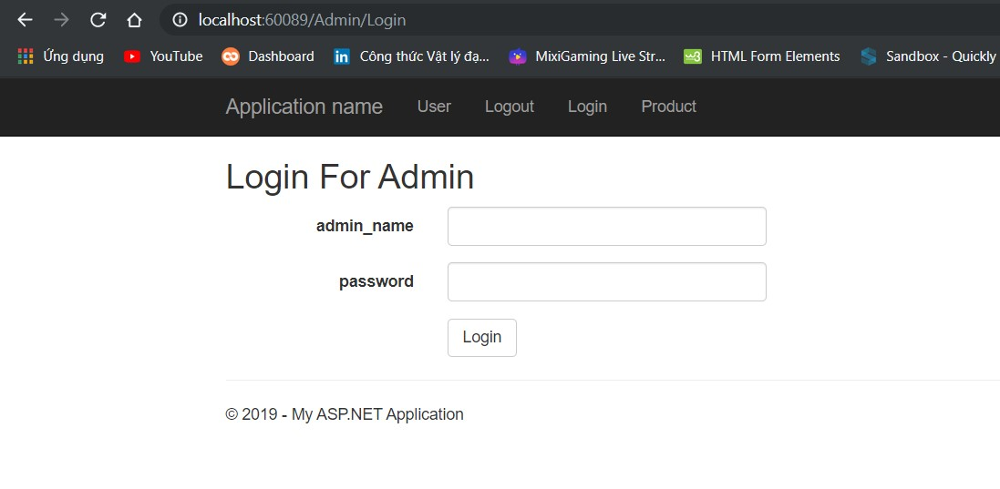 localhost:60089/Admin/Login
Ứng dụng YouTube Dashboard Công thức Vật lý đạ... MixiGaming Live Str... HTML Form Elements Sandbox - Quickly
Application name User Logout Login Product
Login For Admin
admin_name
password
Login
© 2019 - My ASP.NET Application